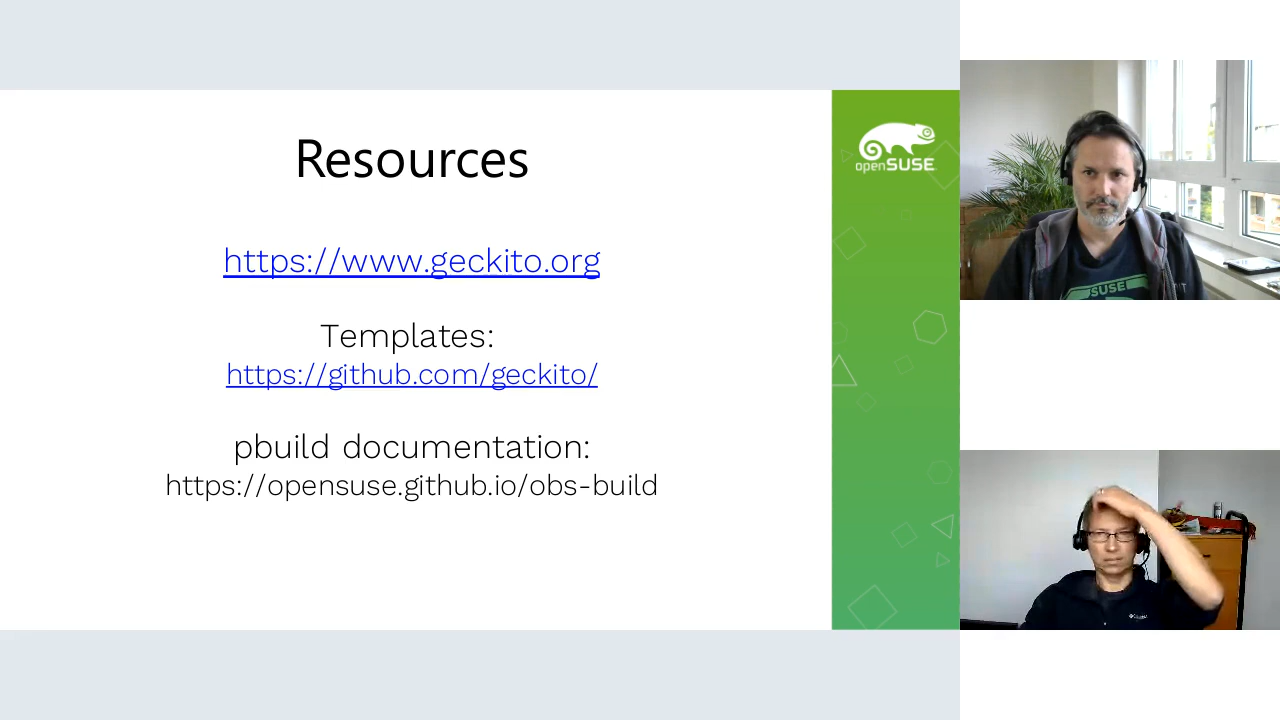 Resources
https://www.geckito.org
Templates:
https://github.com/geckito/
pbuild documentation:
https://opensuse.github.io/obs-build
openSUSE
SUSE